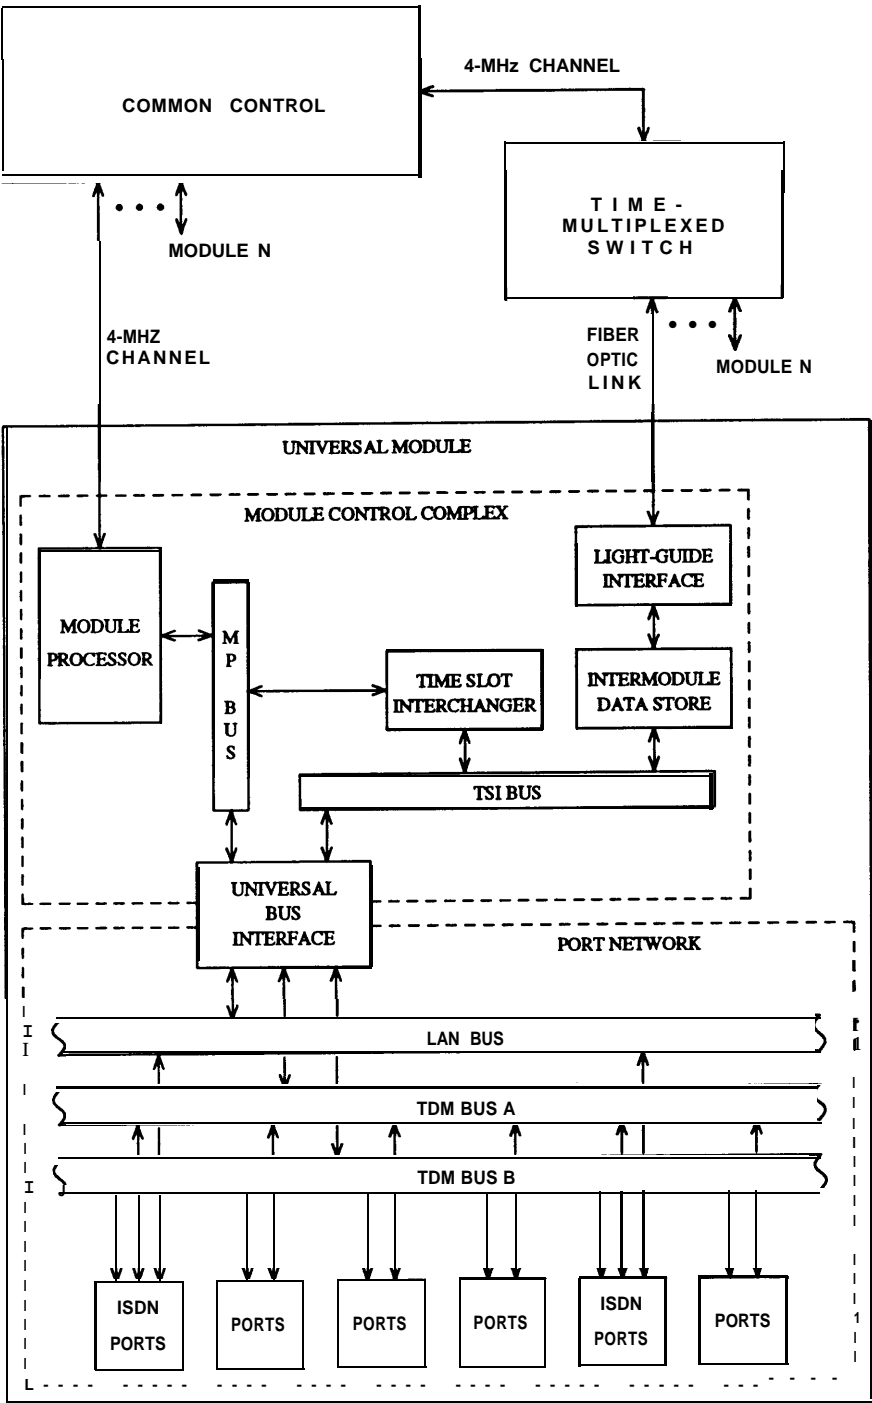 4-MHz CHANNEL
COMMON CONTROL
TIME-
MULTIPLEXED
SWITCH
MODULE N
4-MHZ
CHANNEL
FIBER
OPTIC
LINK
MODULE N
UNIVERSAL MODULE
MODULE CONTROL COMPLEX
LIGHT-GUIDE
INTERFACE
MODULE
PROCESSOR
MP BUS
TIME SLOT
INTERCHANGER
INTERMODULE
DATA STORE
TSI BUS
UNIVERSAL
BUS
INTERFACE
PORT NETWORK
LAN BUS
TDM BUS A
TDM BUS B
ISDN
PORTS
PORTS
PORTS
PORTS
ISDN
PORTS
PORTS